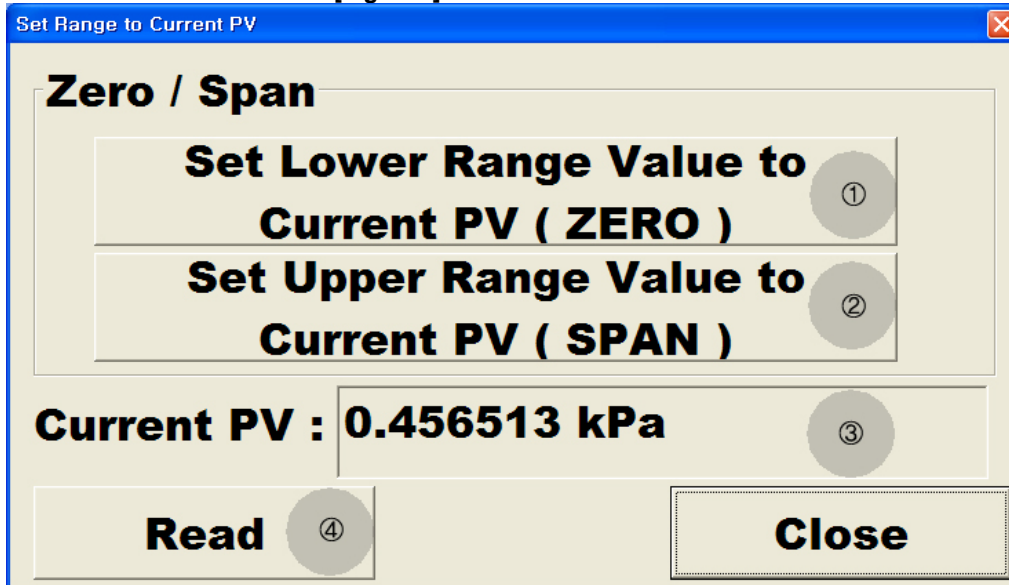 Set Range to Current PV
Zero / Span
Set Lower Range Value to
Current PV ( ZERO )
①
Set Upper Range Value to
Current PV ( SPAN )
②
Current PV : 0.456513 kPa
③
Read ④
Close